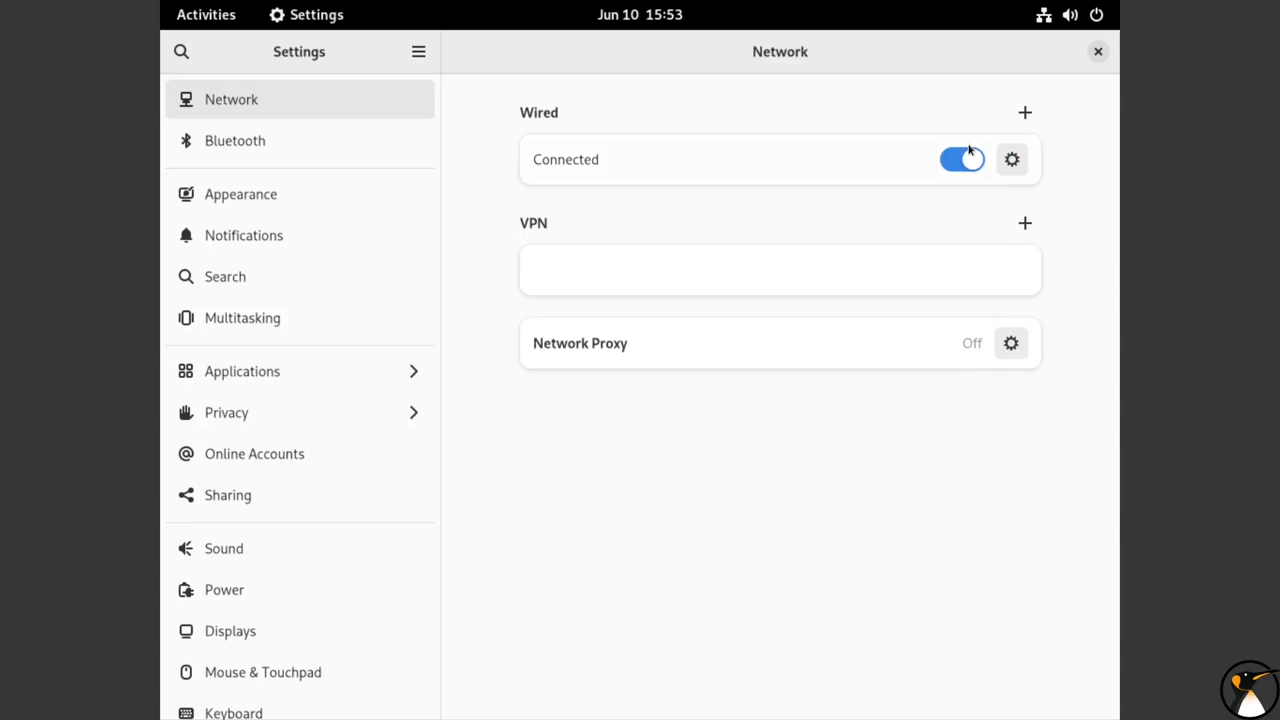 Activities Settings Jun 10 15:53
Settings Network
Network
Bluetooth
Appearance
Notifications
Search
Multitasking
Applications
Privacy
Online Accounts
Sharing
Sound
Power
Displays
Mouse & Touchpad
Keyboard
Wired
Connected
VPN
Network Proxy Off